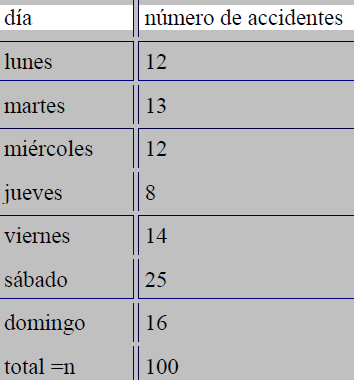 día número de accidentes
lunes 12
martes 13
miércoles 12
jueves 8
viernes 14
sábado 25
domingo 16
total =n 100